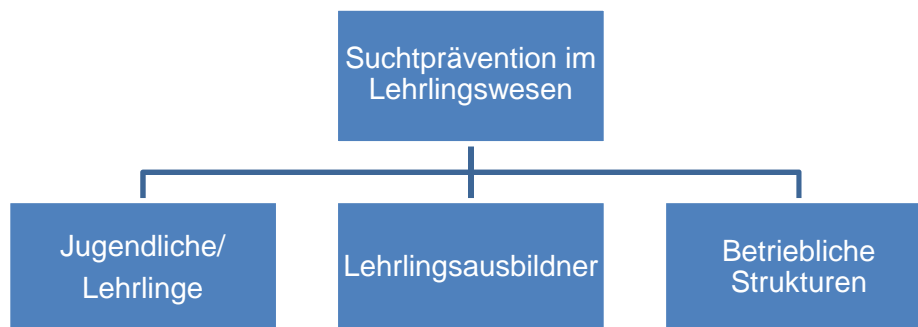 Suchtprävention im
Lehrlingswesen
Jugendliche/
Lehrlinge
Lehrlingsausbildner
Betriebliche
Strukturen